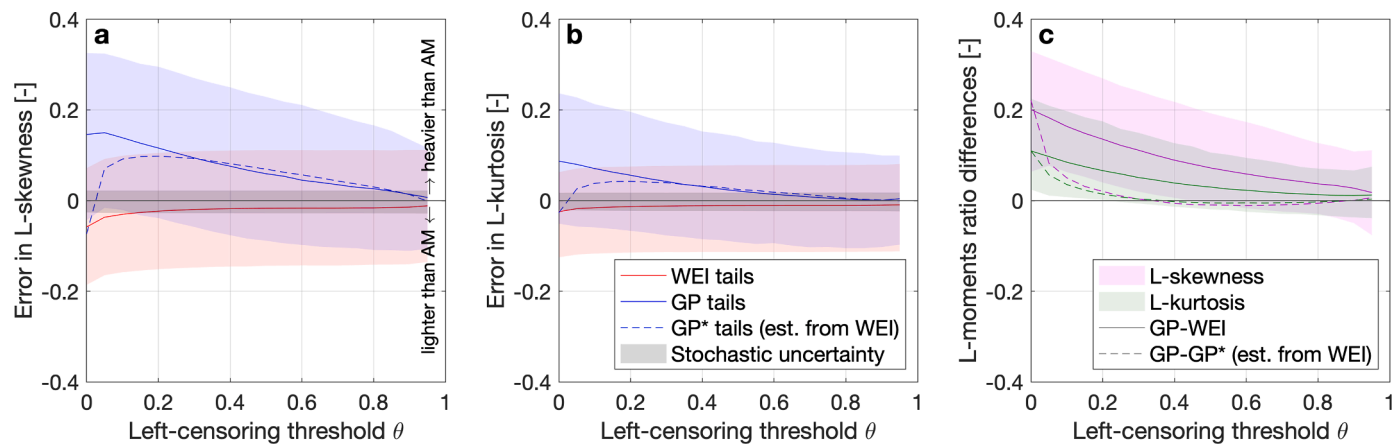 a
Error in L-skewness [-]
0.4
0.2
0
-0.2
-0.4
0
0.2
0.4
0.6
0.8
1
Left-censoring threshold θ
lighter than AM ← → heavier than AM
b
Error in L-kurtosis [-]
0.4
0.2
0
-0.2
-0.4
WEI tails
GP tails
GP* tails (est. from WEI)
Stochastic uncertainty
0
0.2
0.4
0.6
0.8
1
Left-censoring threshold θ
c
L-moments ratio differences [-]
0.4
0.2
0
-0.2
-0.4
L-skewness
L-kurtosis
GP-WEI
GP-GP* (est. from WEI)
0
0.2
0.4
0.6
0.8
1
Left-censoring threshold θ